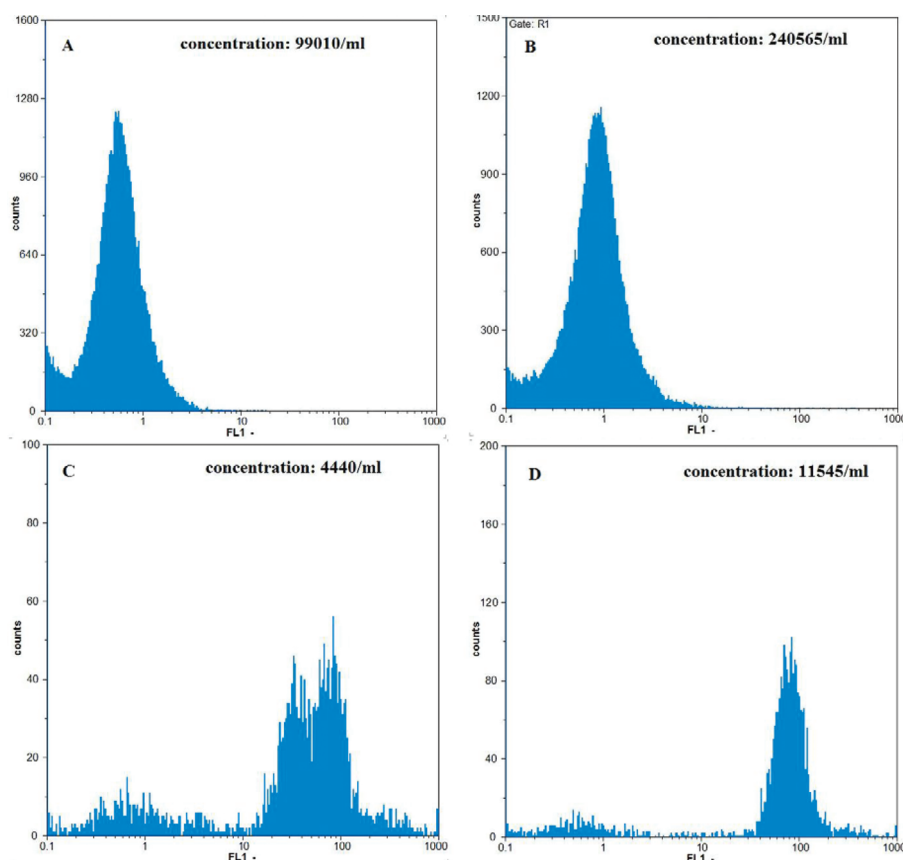 A
concentration: 99010/ml
1600
1280
960
640
320
0
counts
0.1 1 10 100 1000
FL1 -
Gate: R1
B
concentration: 240565/ml
1500
1200
900
600
300
0
counts
0.1 1 10 100 1000
FL1 -
C
concentration: 4440/ml
100
80
60
40
20
0
counts
0.1 1 10 100 1000
FL1 -
D
concentration: 11545/ml
200
160
120
80
40
0
counts
0.1 1 10 100 1000
FL1 -